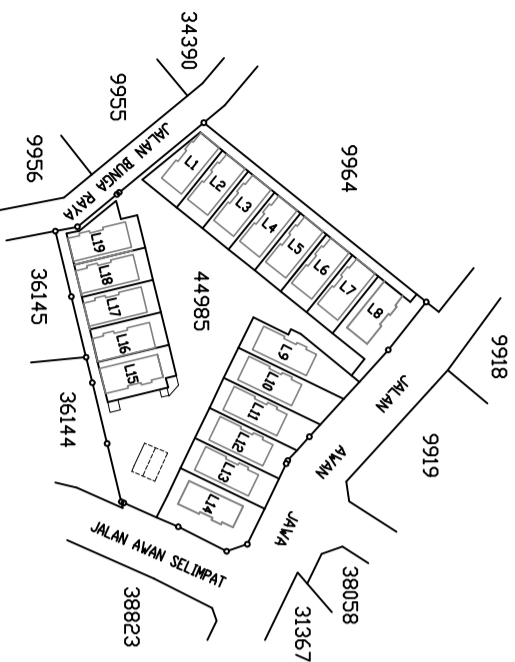 34390
9955
9956
JALAN BUNGA RAYA
9964
L1
L2
L3
L4
L5
L6
L7
L8
9918
9919
JALAN
AWAN
JAWA
44985
L19
L18
L17
L16
L15
L9
L10
L11
L12
L13
L14
36145
36144
JALAN AWAN SELIMPAT
38823
38058
31367